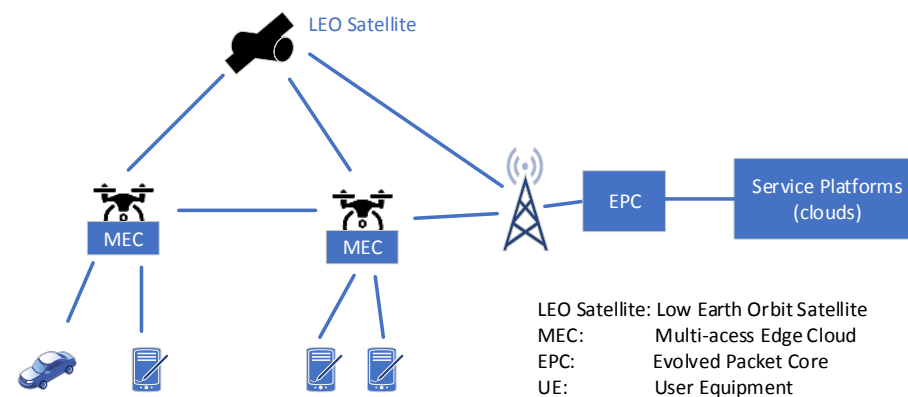 LEO Satellite
MEC
MEC
EPC
Service Platforms
(clouds)
LEO Satellite: Low Earth Orbit Satellite
MEC: Multi-acess Edge Cloud
EPC: Evolved Packet Core
UE: User Equipment